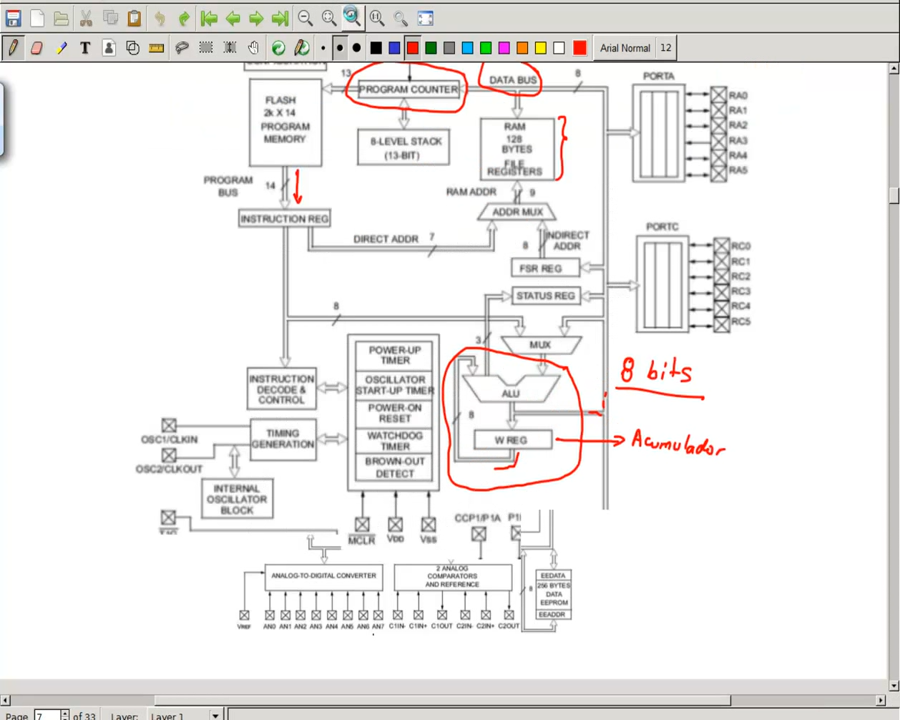 Arial Normal 12
13
PROGRAM COUNTER
DATA BUS
8
PORTA
FLASH
2k X 14
PROGRAM
MEMORY
8-LEVEL STACK
(13-BIT)
RAM
128
BYTES
FILE
REGISTERS
RA0
RA1
RA2
RA3
RA4
RA5
PROGRAM
BUS
14
RAM ADDR
9
INSTRUCTION REG
ADDR MUX
DIRECT ADDR
7
8
INDIRECT
ADDR
FSR REG
STATUS REG
PORTC
RC0
RC1
RC2
RC3
RC4
RC5
8
3
MUX
POWER-UP
TIMER
OSCILLATOR
START-UP TIMER
POWER-ON
RESET
WATCHDOG
TIMER
BROWN-OUT
DETECT
INSTRUCTION
DECODE &
CONTROL
ALU
8
W REG
8 bits
Acumulador
OSC1/CLKIN
OSC2/CLKOUT
TIMING
GENERATION
INTERNAL
OSCILLATOR
BLOCK
MCLR
VDD
VSS
CCP1/P1A
ANALOG-TO-DIGITAL CONVERTER
2 ANALOG
COMPARATORS
AND REFERENCE
8
EEDATA
256 BYTES
DATA
EEPROM
EEADDR
VREF
AN0
AN1
AN2
AN3
AN4
AN5
AN6
AN7
C1IN-
C1IN+
C1OUT
C2IN-
C2IN+
C2OUT
Page 7 of 33 Layer: Layer 1